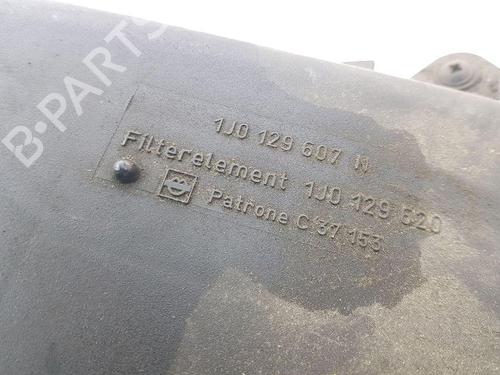 B-PARTS
1J0 129 607 N
Filterelement 1J0 129 620
Patrone C 37 153